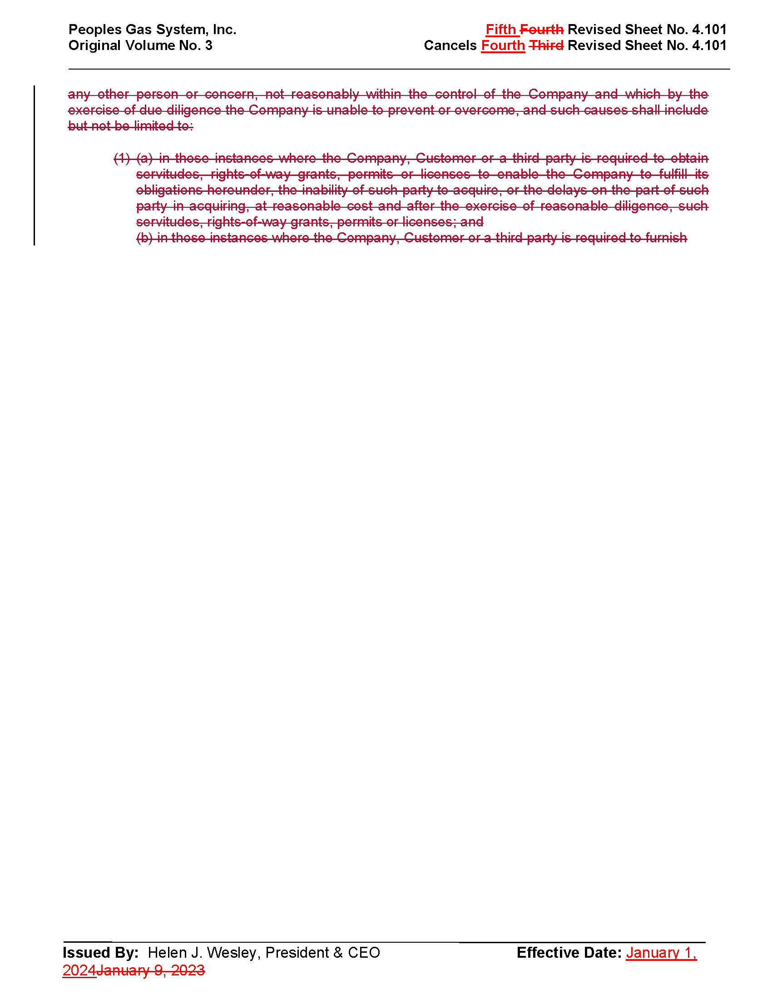 Peoples Gas System, Inc. Fifth Fourth Revised Sheet No. 4.101
Original Volume No. 3 Cancels Fourth Third Revised Sheet No. 4.101
any other person or concern, not reasonably within the control of the Company and which by the
exercise of due diligence the Company is unable to prevent or overcome, and such causes shall include
but not be limited to:
(1) (a) in those instances where the Company, Customer or a third party is required to obtain
servitudes, rights-of-way grants, permits or licenses to enable the Company to fulfill its
obligations hereunder, the inability of such party to acquire, or the delays on the part of such
party in acquiring, at reasonable cost and after the exercise of reasonable diligence, such
servitudes, rights-of-way grants, permits or licenses; and
(b) in those instances where the Company, Customer or a third party is required to furnish
Issued By: Helen J. Wesley, President & CEO Effective Date: January 1,
2024January 9, 2023